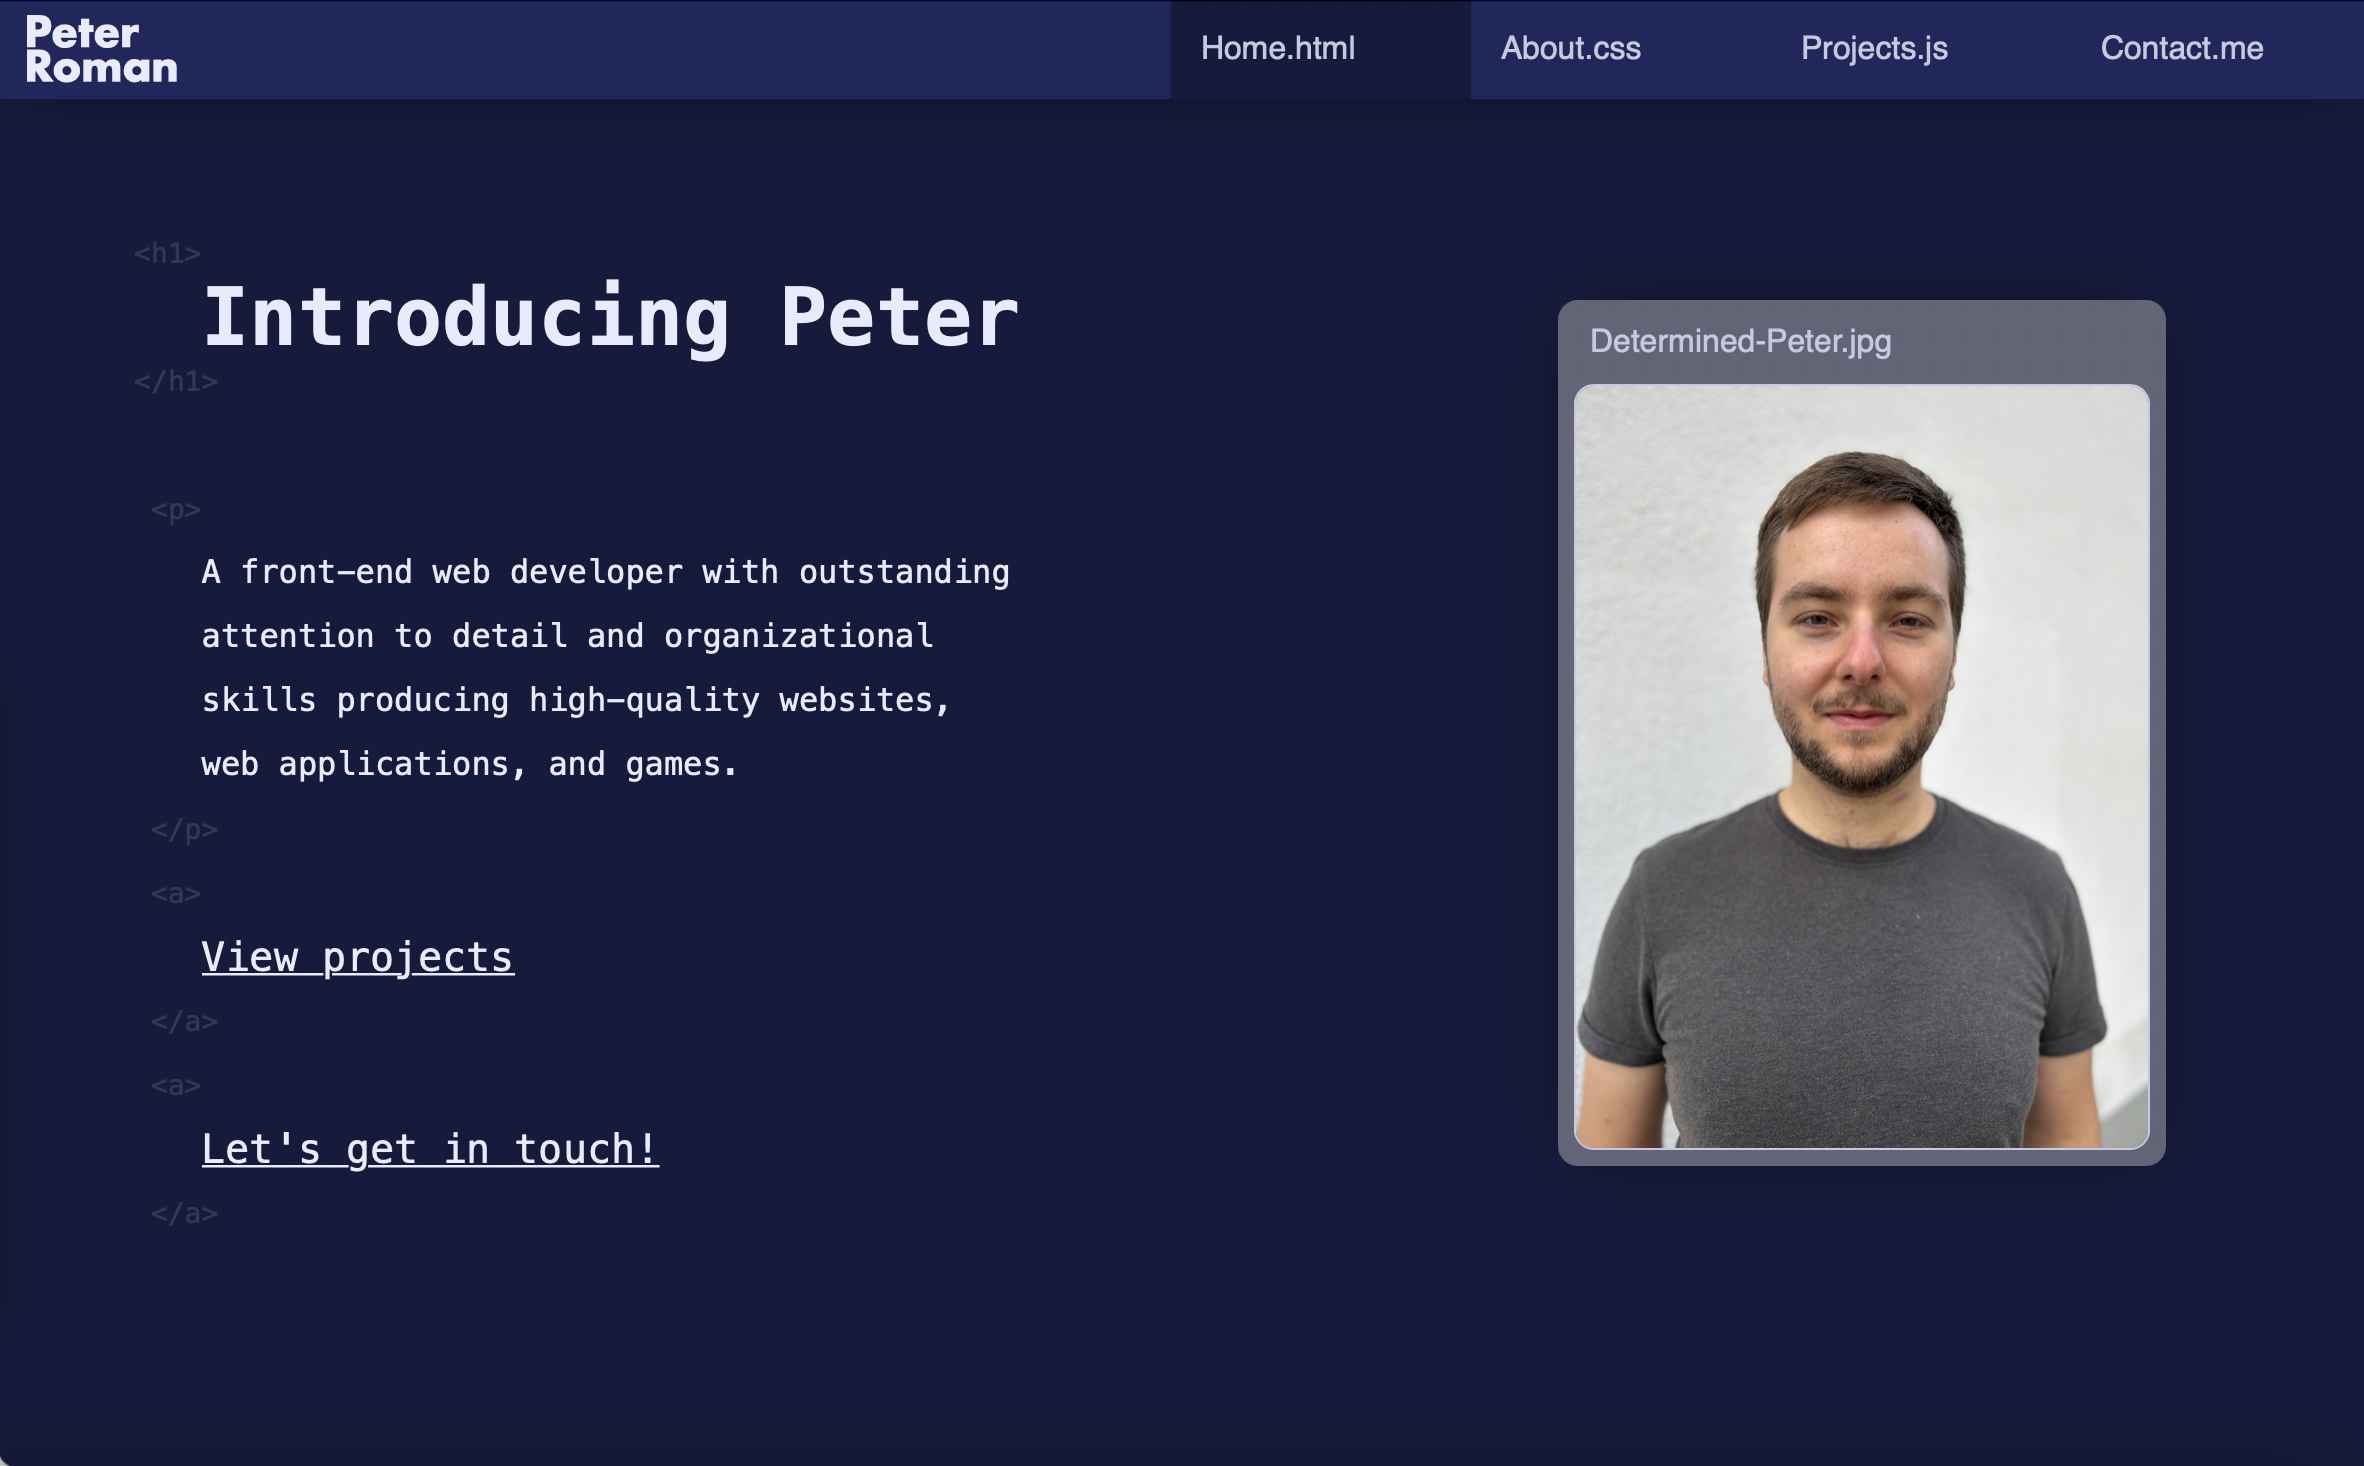 Peter
Roman
Home.html
About.css
Projects.js
Contact.me
<h1>
Introducing Peter
</h1>
<p>
A front-end web developer with outstanding
attention to detail and organizational
skills producing high-quality websites,
web applications, and games.
</p>
<a>
View projects
</a>
<a>
Let's get in touch!
</a>
Determined-Peter.jpg